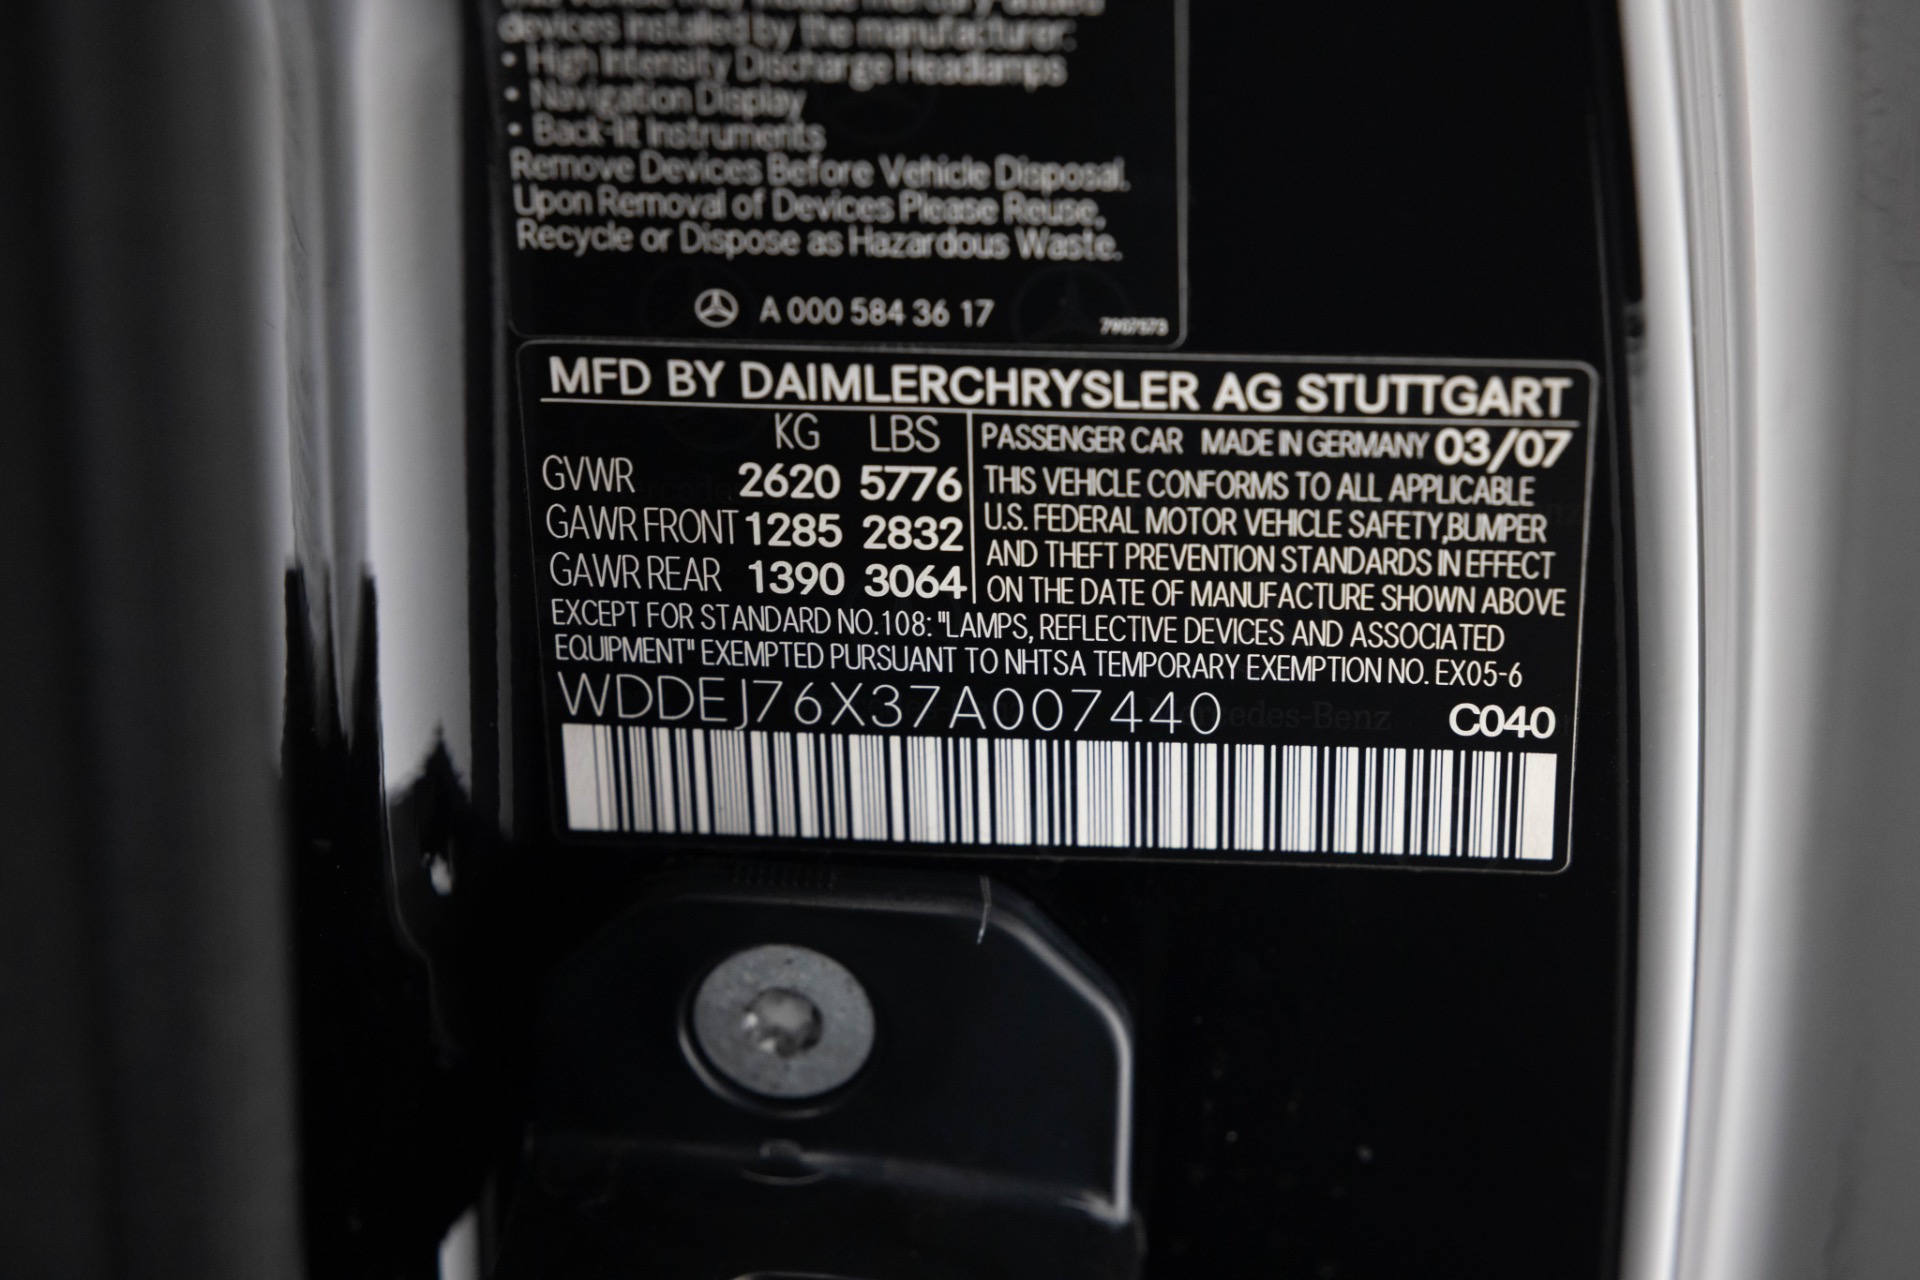 devices installed by the manufacturer:
• High Intensity Discharge Headlamps
• Navigation Display
• Back-lit Instruments
Remove Devices Before Vehicle Disposal.
Upon Removal of Devices Please Reuse,
Recycle or Dispose as Hazardous Waste.
A 000 584 36 17
7907573
MFD BY DAIMLERCHRYSLER AG STUTTGART
KG LBS
GVWR 2620 5776
GAWR FRONT 1285 2832
GAWR REAR 1390 3064
PASSENGER CAR MADE IN GERMANY 03/07
THIS VEHICLE CONFORMS TO ALL APPLICABLE
U.S. FEDERAL MOTOR VEHICLE SAFETY,BUMPER
AND THEFT PREVENTION STANDARDS IN EFFECT
ON THE DATE OF MANUFACTURE SHOWN ABOVE
EXCEPT FOR STANDARD NO.108: "LAMPS, REFLECTIVE DEVICES AND ASSOCIATED
EQUIPMENT" EXEMPTED PURSUANT TO NHTSA TEMPORARY EXEMPTION NO. EX05-6
WDDEJ76X37A007440 C040